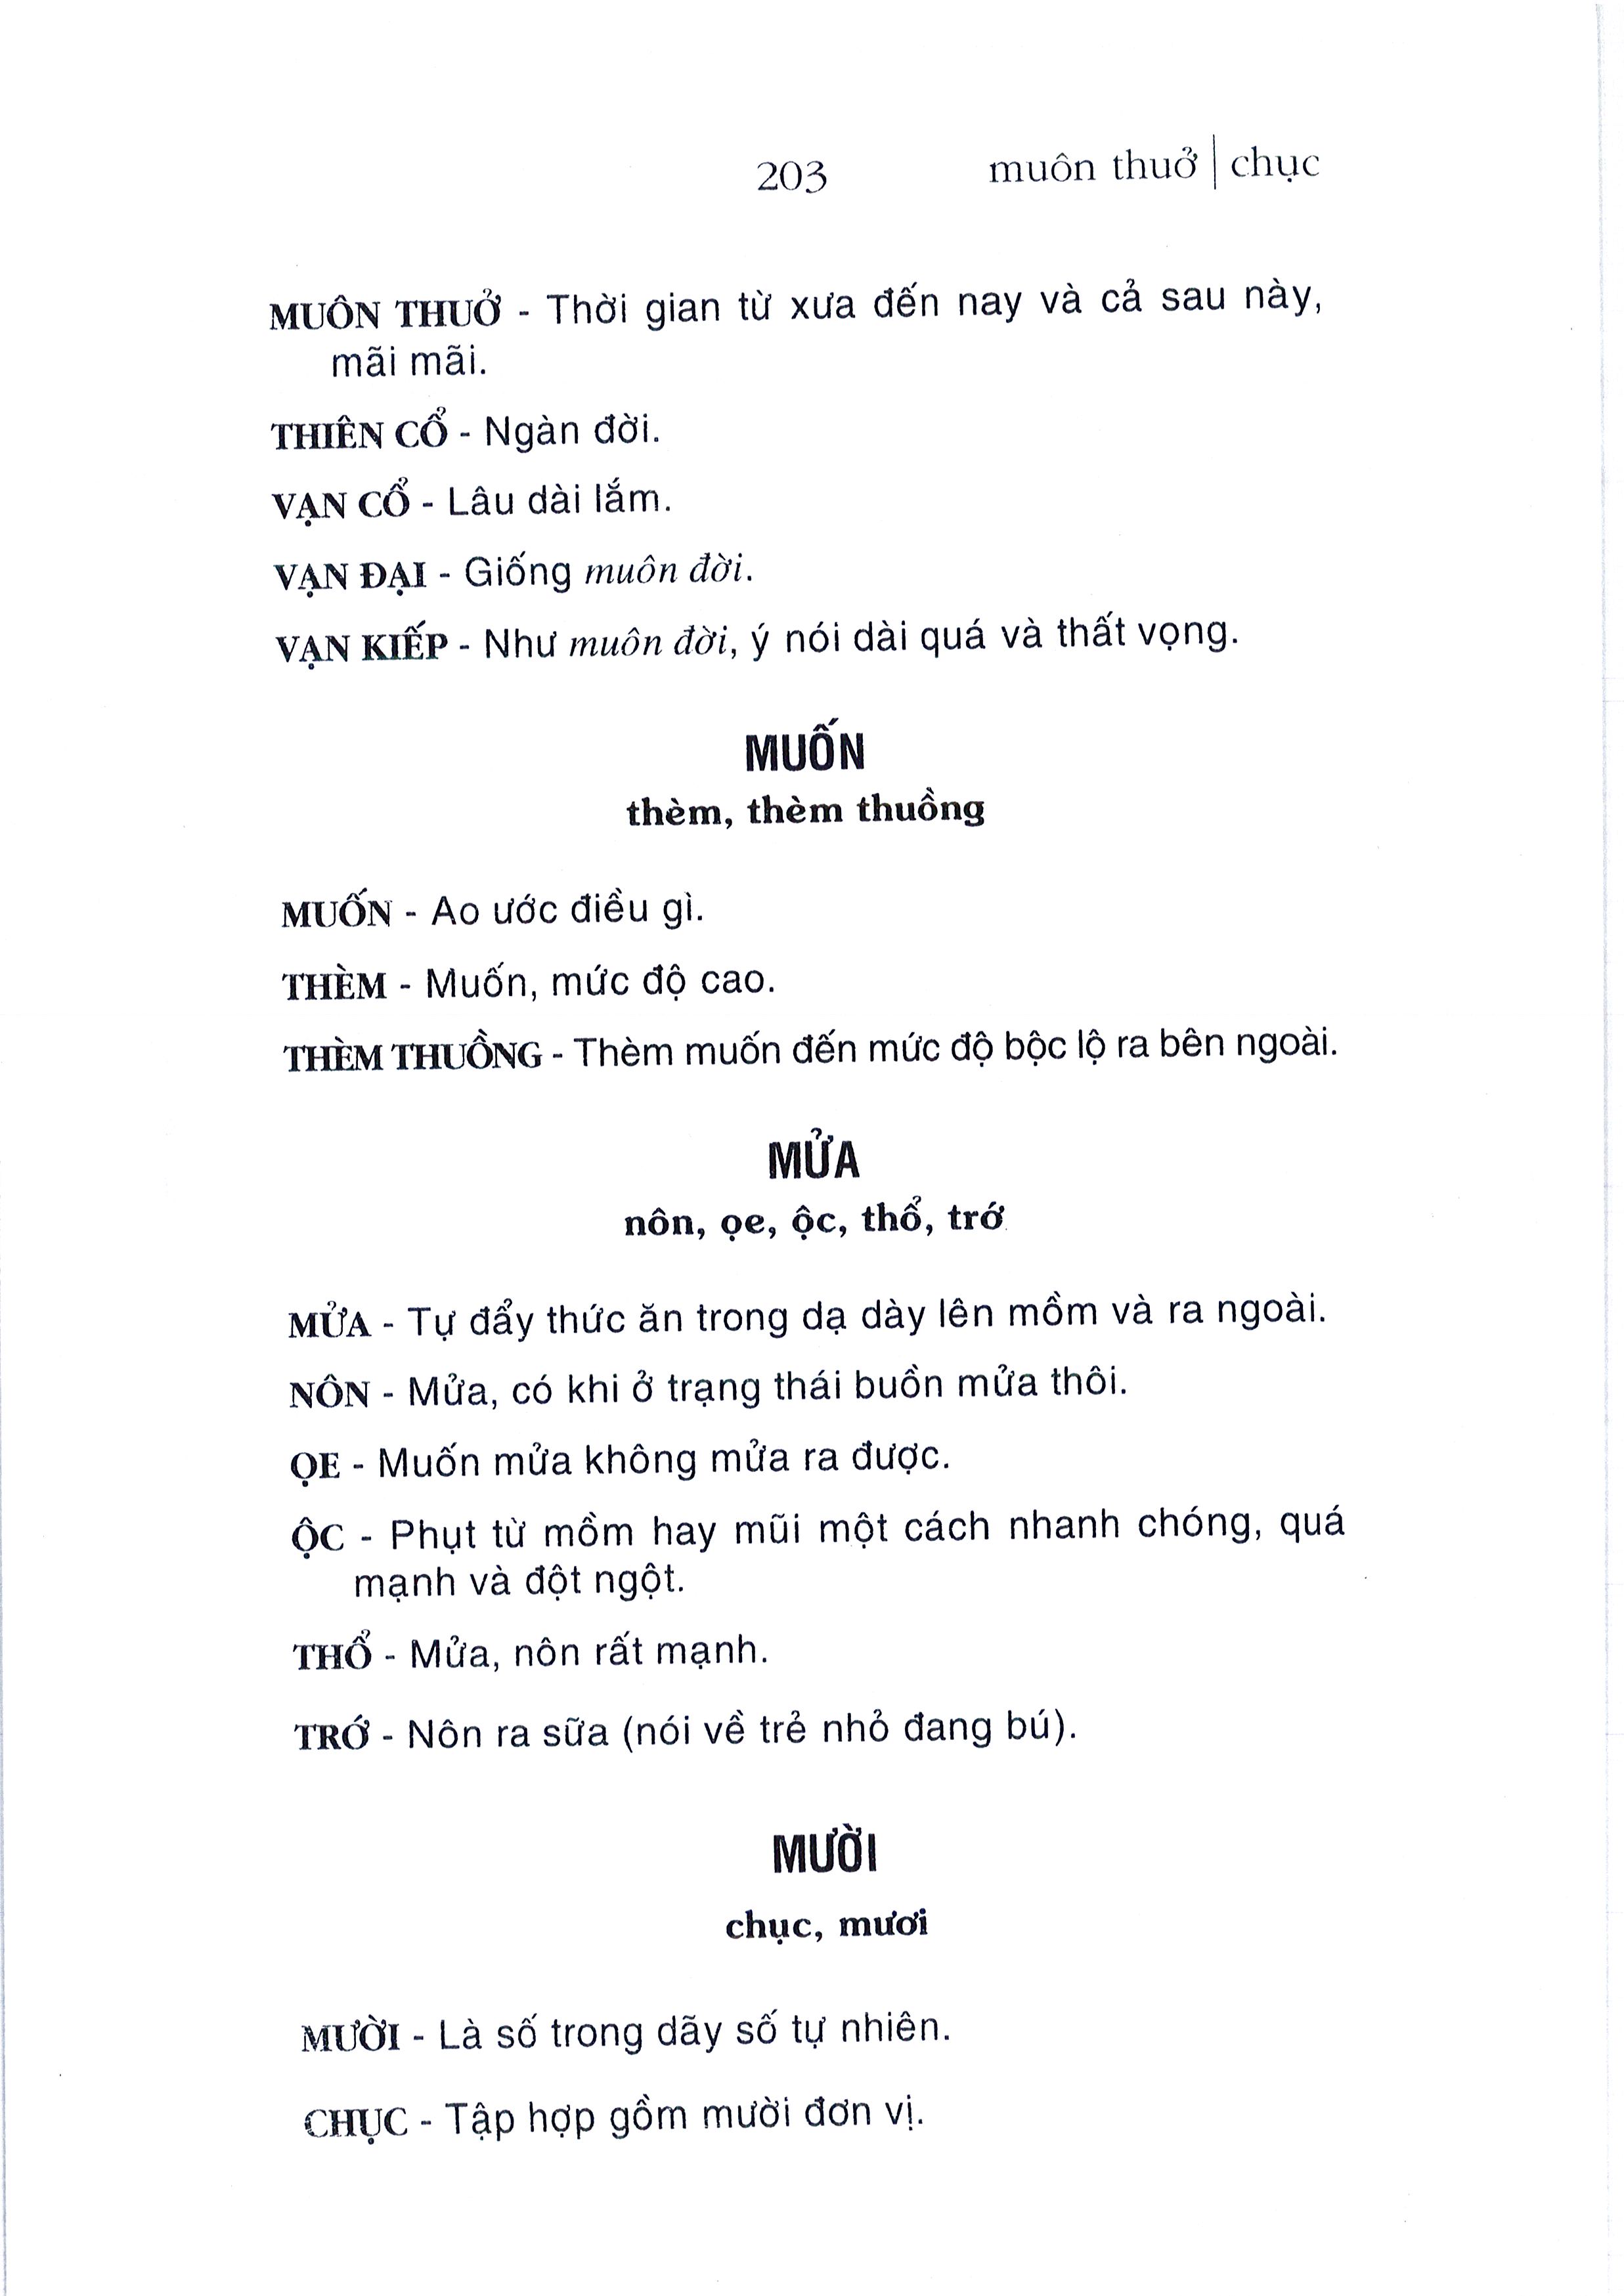 203 muôn thuở | chục
MUÔN THUỞ - Thời gian từ xưa đến nay và cả sau này,
mãi mãi.
THIÊN CỔ - Ngàn đời.
VẠN CỔ - Lâu dài lắm.
VẠN ĐẠI - Giống muôn đời.
VẠN KIẾP - Như muôn đời, ý nói dài quá và thất vọng.
MUỐN
thèm, thèm thuồng
MUỐN - Ao ước điều gì.
THÈM - Muốn, mức độ cao.
THÈM THUỒNG - Thèm muốn đến mức độ bộc lộ ra bên ngoài.
MỬA
nôn, ọe, ộc, thổ, trớ
MỬA - Tự đẩy thức ăn trong dạ dày lên mồm và ra ngoài.
NÔN - Mửa, có khi ở trạng thái buồn mửa thôi.
ỌE - Muốn mửa không mửa ra được.
ỘC - Phụt từ mồm hay mũi một cách nhanh chóng, quá
mạnh và đột ngột.
THỔ - Mửa, nôn rất mạnh.
TRỚ - Nôn ra sữa (nói về trẻ nhỏ đang bú).
MƯỜI
chục, mươi
MƯỜI - Là số trong dãy số tự nhiên.
CHỤC - Tập hợp gồm mười đơn vị.